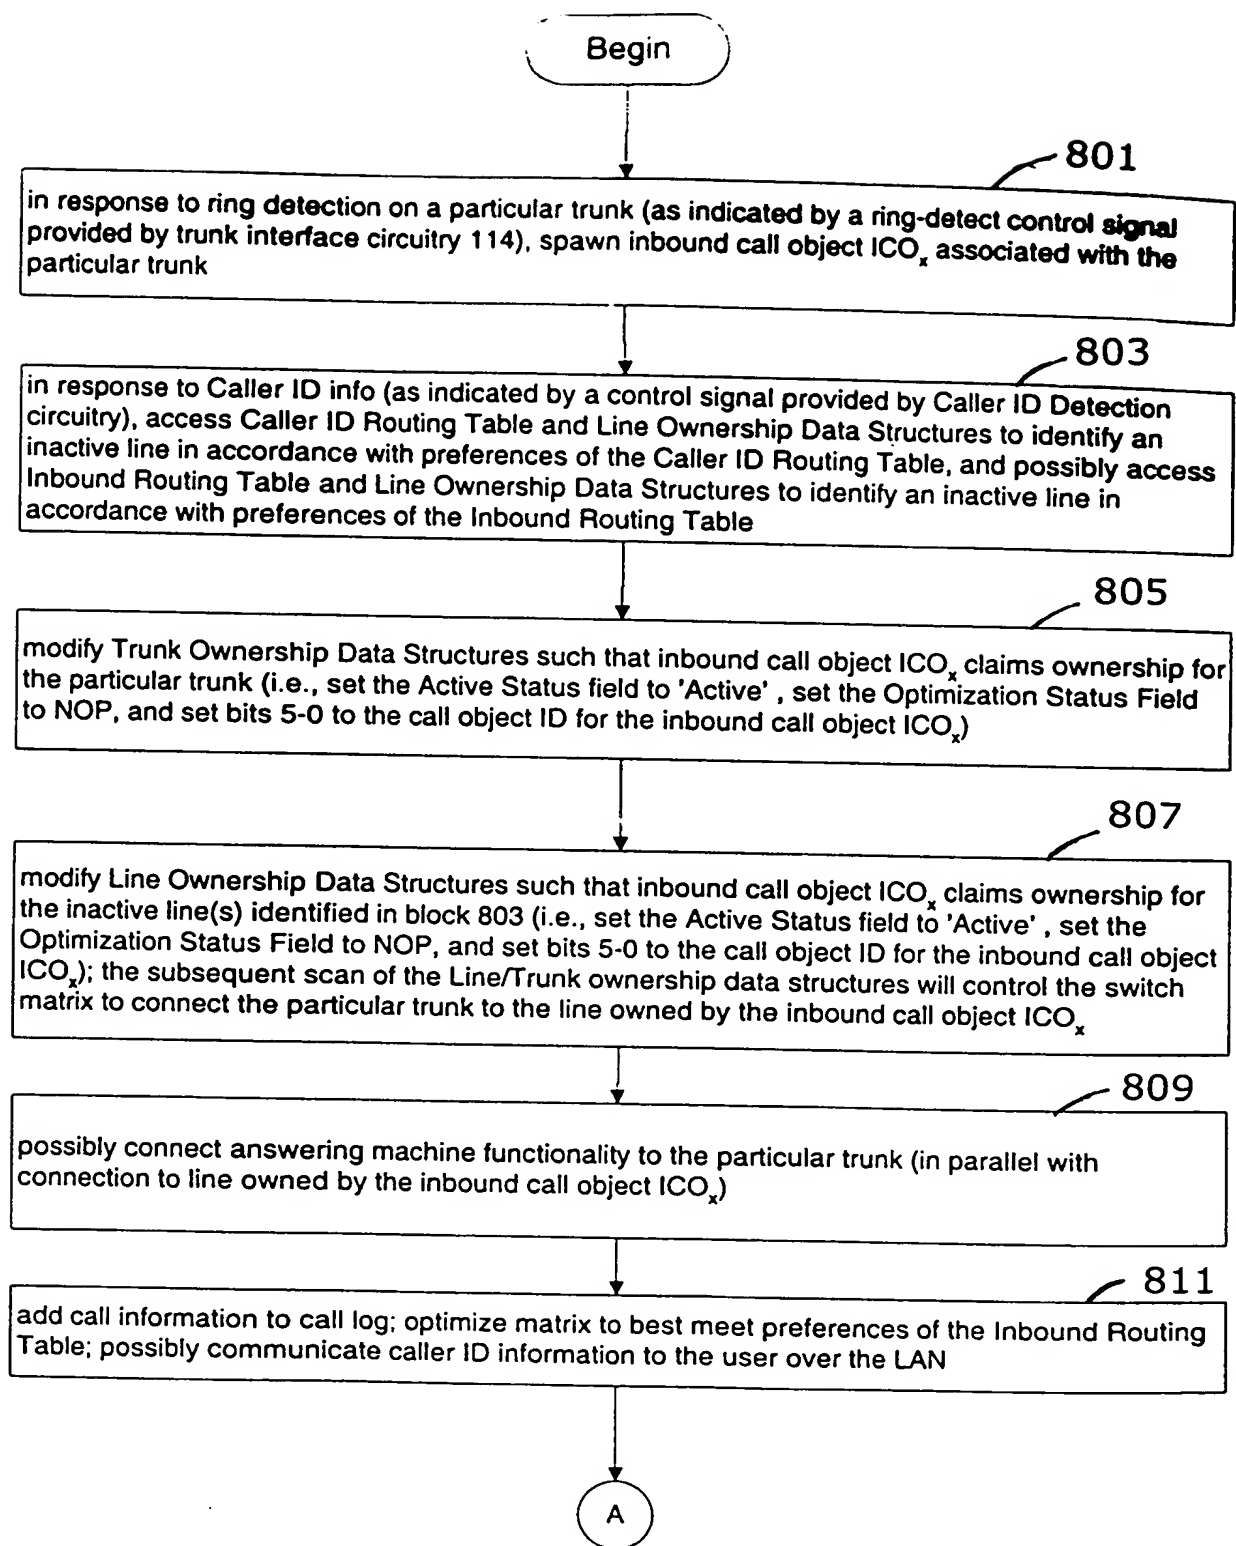 Begin
801
in response to ring detection on a particular trunk (as indicated by a ring-detect control signal
provided by trunk interface circuitry 114), spawn inbound call object ICOx associated with the
particular trunk
803
in response to Caller ID info (as indicated by a control signal provided by Caller ID Detection
circuitry), access Caller ID Routing Table and Line Ownership Data Structures to identify an
inactive line in accordance with preferences of the Caller ID Routing Table, and possibly access
Inbound Routing Table and Line Ownership Data Structures to identify an inactive line in
accordance with preferences of the Inbound Routing Table
805
modify Trunk Ownership Data Structures such that inbound call object ICOx claims ownership for
the particular trunk (i.e., set the Active Status field to 'Active' , set the Optimization Status Field
to NOP, and set bits 5-0 to the call object ID for the inbound call object ICOx)
807
modify Line Ownership Data Structures such that inbound call object ICOx claims ownership for
the inactive line(s) identified in block 803 (i.e., set the Active Status field to 'Active' , set the
Optimization Status Field to NOP, and set bits 5-0 to the call object ID for the inbound call object
ICOx); the subsequent scan of the Line/Trunk ownership data structures will control the switch
matrix to connect the particular trunk to the line owned by the inbound call object ICOx
809
possibly connect answering machine functionality to the particular trunk (in parallel with
connection to line owned by the inbound call object ICOx)
811
add call information to call log; optimize matrix to best meet preferences of the Inbound Routing
Table; possibly communicate caller ID information to the user over the LAN
A